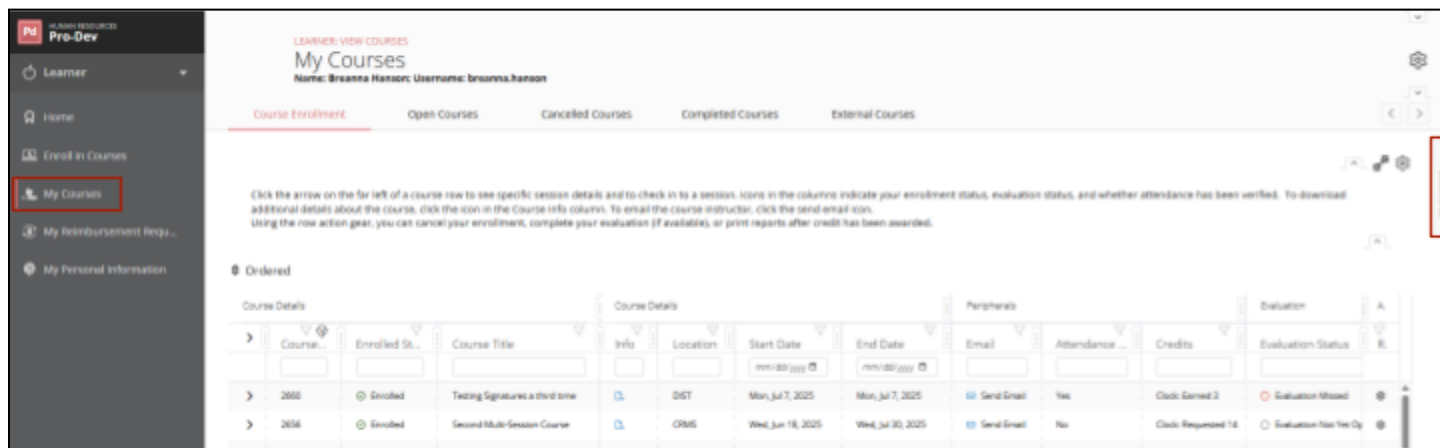 Pd
HUMAN RESOURCES
Pro-Dev
Learner
Home
Enroll in Courses
My Courses
My Reimbursement Requ...
My Personal Information
LEARNER: VIEW COURSES
My Courses
Name: Breanna Hanson; Username: breanna.hanson
Course Enrollment Open Courses Cancelled Courses Completed Courses External Courses
Click the arrow on the far left of a course row to see specific session details and to check in to a session. Icons in the columns indicate your enrollment status, evaluation status, and whether attendance has been verified. To download
additional details about the course, click the icon in the Course Info column. To email the course instructor, click the send email icon.
Using the row action gear, you can cancel your enrollment, complete your evaluation (if available), or print reports after credit has been awarded.
Ordered
Course Details Course Details Peripherals Evaluation A.
Course... Enrolled St... Course Title Info Location Start Date End Date Email Attendance ... Credits Evaluation Status R.
mm/dd/yyyy mm/dd/yyyy
2660 Enrolled Testing Signatures a third time DIST Mon, Jul 7, 2025 Mon, Jul 7, 2025 Send Email Yes Clock: Earned 3 Evaluation Missed
2656 Enrolled Second Multi-Session Course CRMS Wed, Jun 18, 2025 Wed, Jul 30, 2025 Send Email No Clock: Requested 14 Evaluation Not Yet Op